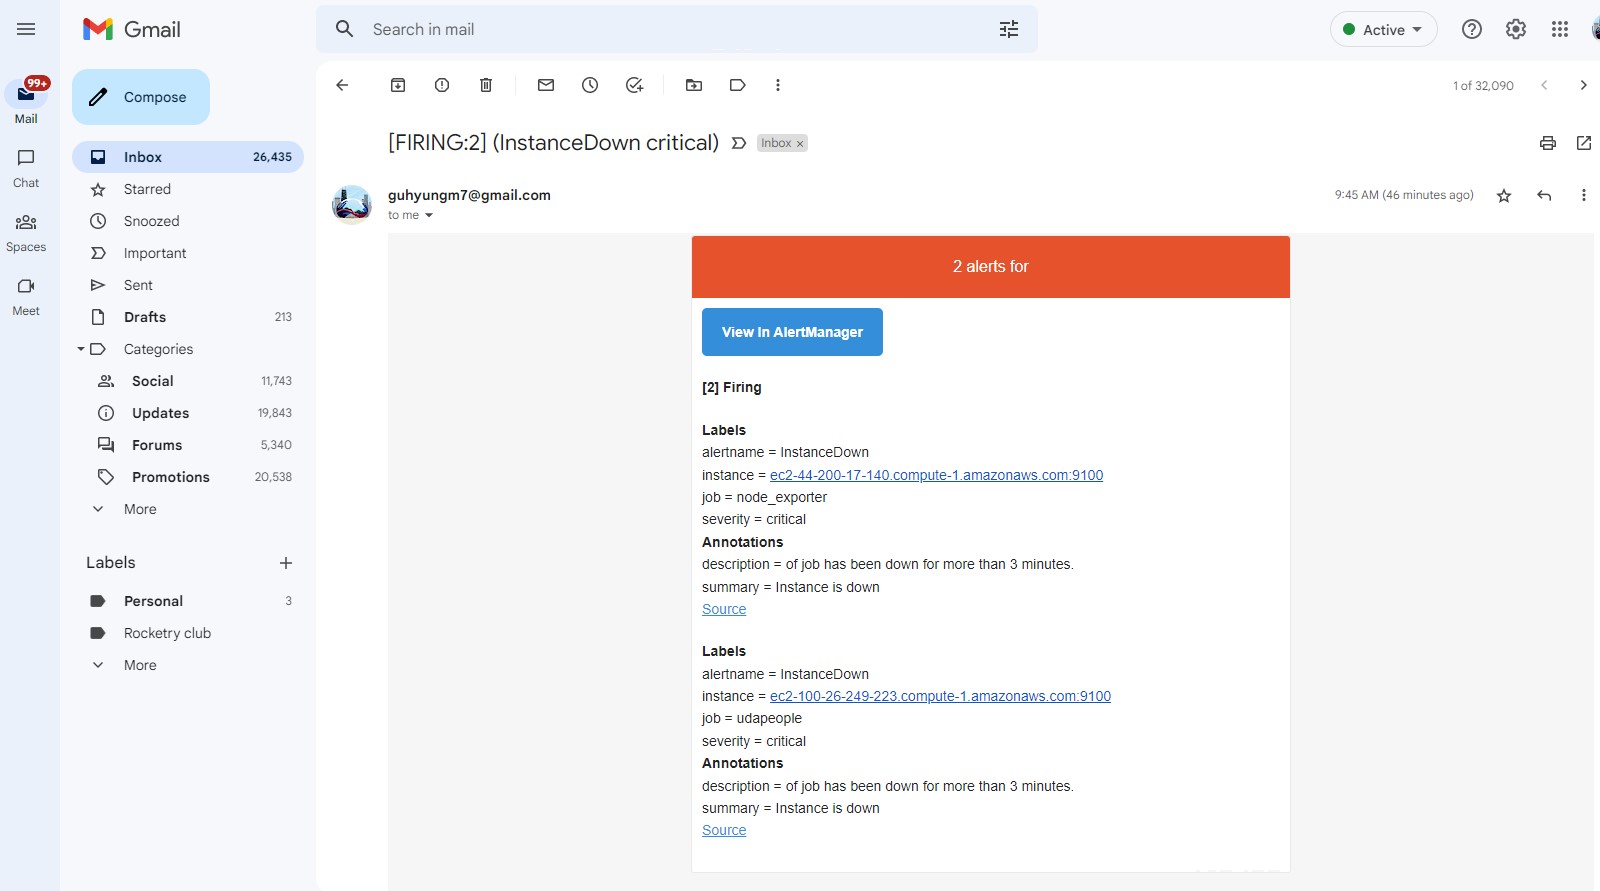 Gmail
Search in mail
Active
99+
Mail
Chat
Spaces
Meet
Compose
Inbox 26,435
Starred
Snoozed
Important
Sent
Drafts 213
Categories
Social 11,743
Updates 19,843
Forums 5,340
Promotions 20,538
More
Labels
Personal 3
Rocketry club
More
1 of 32,090
[FIRING:2] (InstanceDown critical)
Inbox ×
guhyungm7@gmail.com
to me
9:45 AM (46 minutes ago)
2 alerts for
View In AlertManager
[2] Firing
Labels
alertname = InstanceDown
instance = ec2-44-200-17-140.compute-1.amazonaws.com:9100
job = node_exporter
severity = critical
Annotations
description = of job has been down for more than 3 minutes.
summary = Instance is down
Source
Labels
alertname = InstanceDown
instance = ec2-100-26-249-223.compute-1.amazonaws.com:9100
job = udapeople
severity = critical
Annotations
description = of job has been down for more than 3 minutes.
summary = Instance is down
Source